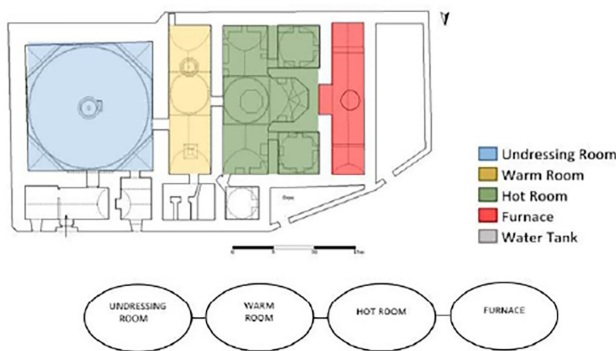 Undressing Room
Warm Room
Hot Room
Furnace
Water Tank
UNDRESSING
ROOM
WARM
ROOM
HOT ROOM
FURNACE